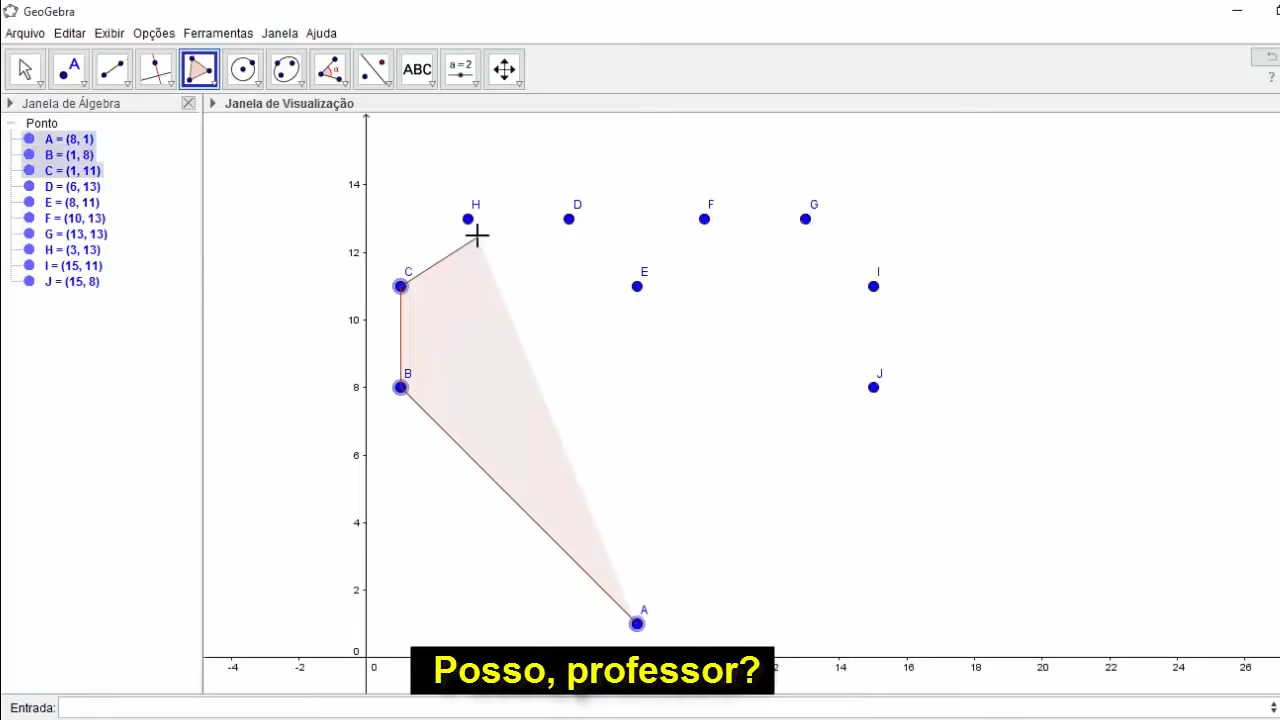 GeoGebra
Arquivo Editar Exibir Opções Ferramentas Janela Ajuda
A ABC a = 2 ?
Janela de Álgebra
Janela de Visualização
Ponto
A = (8, 1)
B = (1, 8)
C = (1, 11)
D = (6, 13)
E = (8, 11)
F = (10, 13)
G = (13, 13)
H = (3, 13)
I = (15, 11)
J = (15, 8)
14
H D F G
12
C E I
10
B J
8
6
4
2
A
0
-4 -2 0 14 16 18 20 22 24 26
Posso, professor?
Entrada: